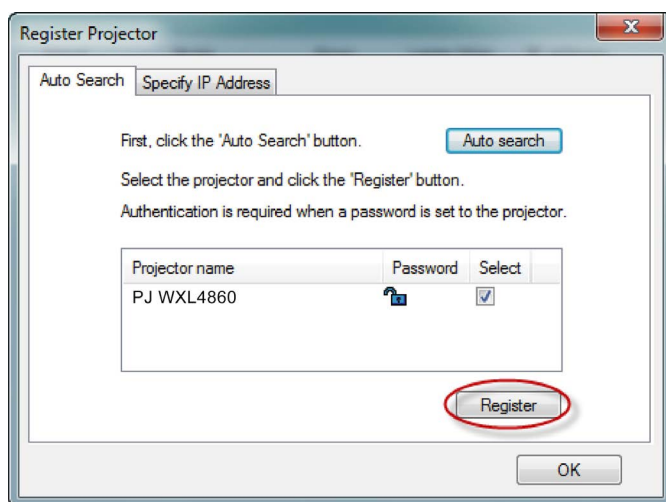 Register Projector
Auto Search Specify IP Address
First, click the 'Auto Search' button. Auto search
Select the projector and click the 'Register' button.
Authentication is required when a password is set to the projector.
Projector name Password Select
PJ WXL4860
Register
OK